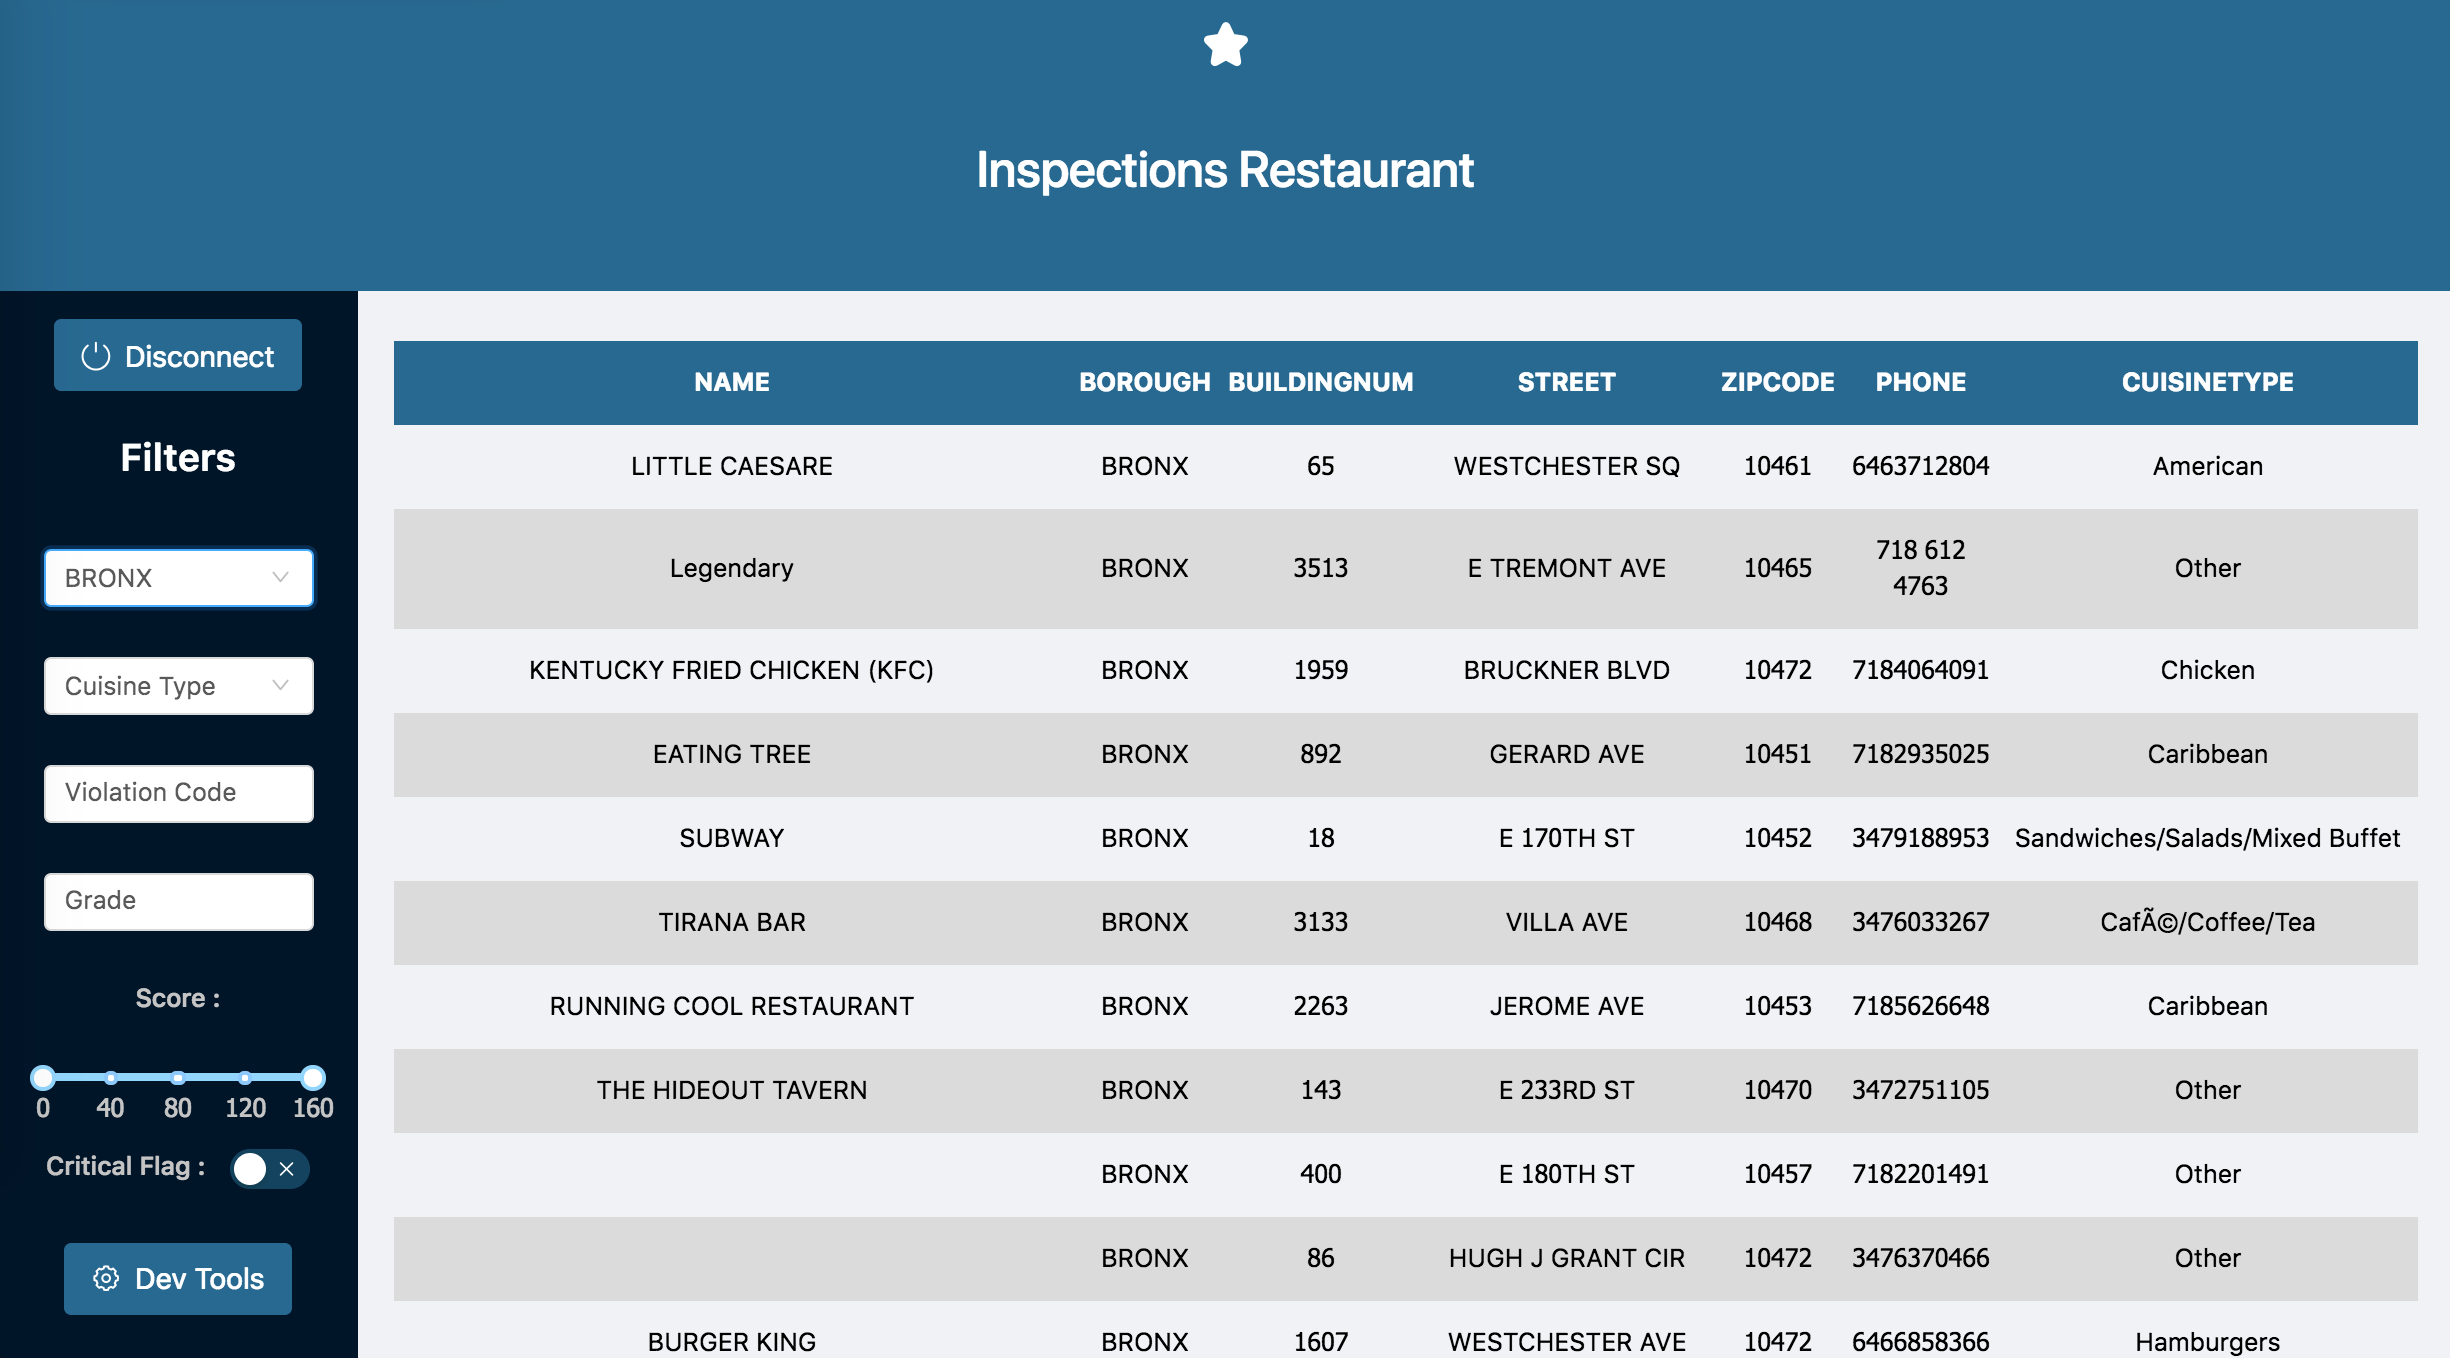 Inspections Restaurant
Disconnect
Filters
BRONX
Cuisine Type
Violation Code
Grade
Score :
0 40 80 120 160
Critical Flag :
Dev Tools
NAME BOROUGH BUILDINGNUM STREET ZIPCODE PHONE CUISINETYPE
LITTLE CAESARE BRONX 65 WESTCHESTER SQ 10461 6463712804 American
Legendary BRONX 3513 E TREMONT AVE 10465 718 612 4763 Other
KENTUCKY FRIED CHICKEN (KFC) BRONX 1959 BRUCKNER BLVD 10472 7184064091 Chicken
EATING TREE BRONX 892 GERARD AVE 10451 7182935025 Caribbean
SUBWAY BRONX 18 E 170TH ST 10452 3479188953 Sandwiches/Salads/Mixed Buffet
TIRANA BAR BRONX 3133 VILLA AVE 10468 3476033267 CafÃ©/Coffee/Tea
RUNNING COOL RESTAURANT BRONX 2263 JEROME AVE 10453 7185626648 Caribbean
THE HIDEOUT TAVERN BRONX 143 E 233RD ST 10470 3472751105 Other
BRONX 400 E 180TH ST 10457 7182201491 Other
BRONX 86 HUGH J GRANT CIR 10472 3476370466 Other
BURGER KING BRONX 1607 WESTCHESTER AVE 10472 6466858366 Hamburgers